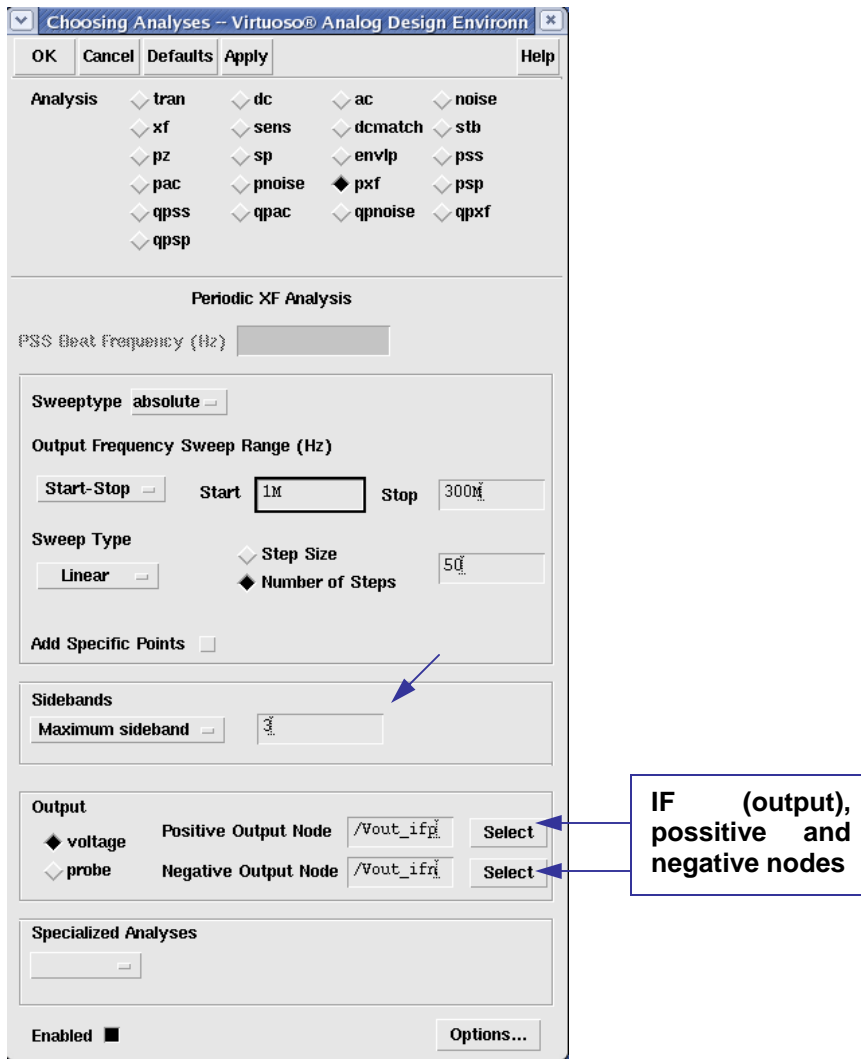 Choosing Analyses -- Virtuoso® Analog Design Environn
OK Cancel Defaults Apply Help
Analysis tran dc ac noise
xf sens dcmatch stb
pz sp envlp pss
pac pnoise pxf psp
qpss qpac qpnoise qpxf
qpsp
Periodic XF Analysis
PSS Beat Frequency (Hz)
Sweeptype absolute
Output Frequency Sweep Range (Hz)
Start-Stop Start 1M Stop 300M
Sweep Type
Linear
Step Size
Number of Steps
50
Add Specific Points
Sidebands
Maximum sideband 3
Output
voltage
probe
Positive Output Node /Vout_ifp Select
Negative Output Node /Vout_ifn Select
IF (output),
possitive and
negative nodes
Specialized Analyses
Enabled Options...